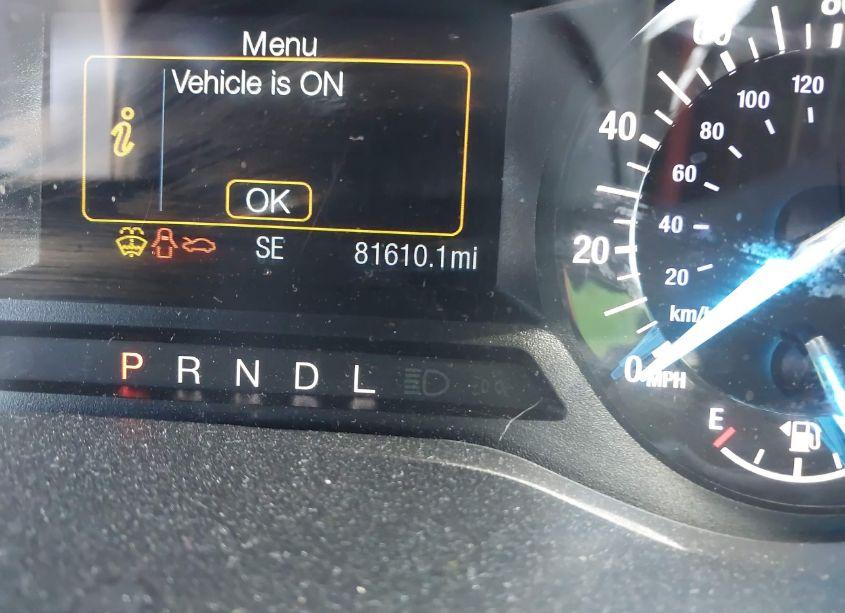 Menu
Vehicle is ON
i
OK
SE
81610.1mi
P R N D L
40
20
0
MPH
120
100
80
60
40
20
km/
E